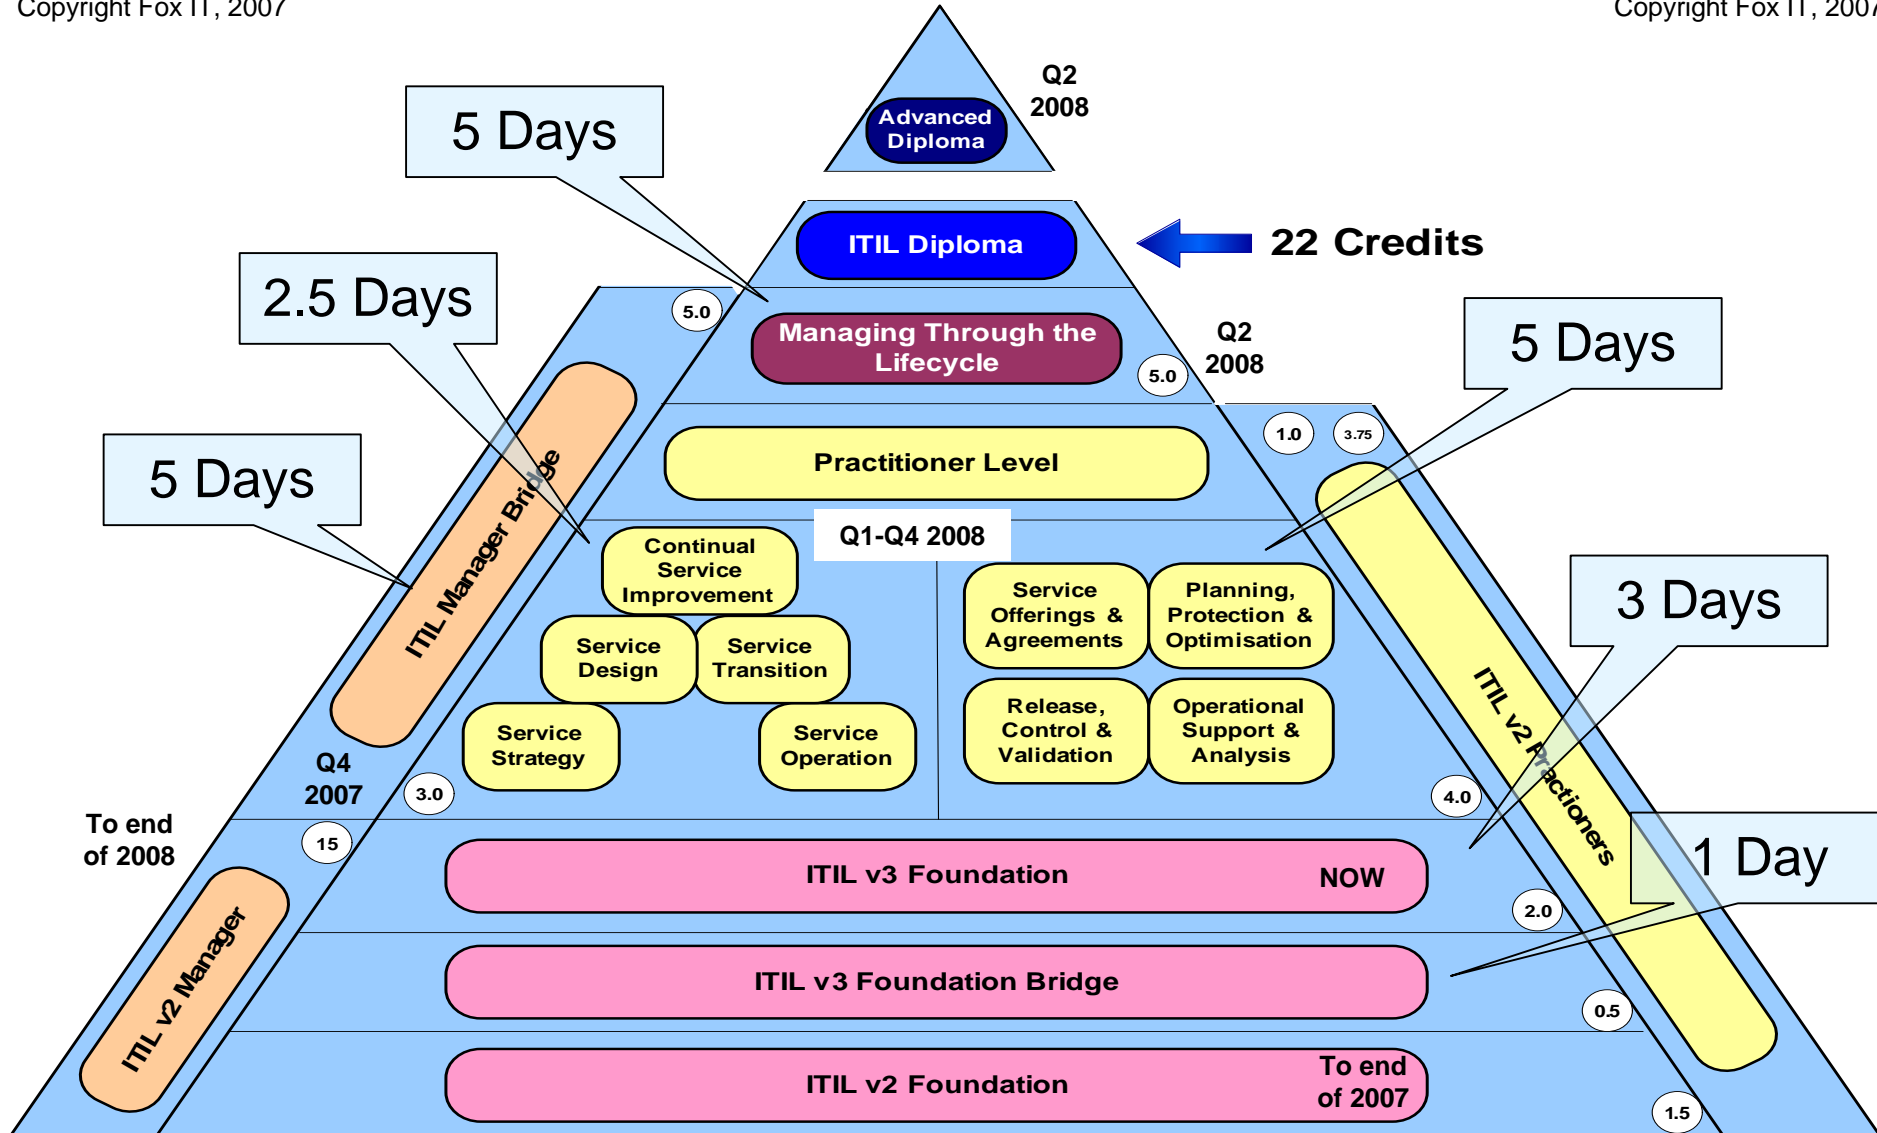 Copyright Fox IT, 2007
Copyright Fox IT, 2007
Q2
2008
Advanced
Diploma
5 Days
ITIL Diploma
22 Credits
2.5 Days
5.0
Managing Through the
Lifecycle
5.0
Q2
2008
5 Days
1.0
3.75
Practitioner Level
5 Days
ITIL Manager Bridge
Q1-Q4 2008
Continual
Service
Improvement
Service
Design
Service
Transition
Service
Strategy
Service
Operation
Service
Offerings &
Agreements
Planning,
Protection &
Optimisation
Release,
Control &
Validation
Operational
Support &
Analysis
3 Days
ITIL v2 Practioners
Q4
2007
3.0
4.0
To end
of 2008
15
ITIL v3 Foundation
NOW
1 Day
2.0
ITIL v2 Manager
ITIL v3 Foundation Bridge
0.5
ITIL v2 Foundation
To end
of 2007
1.5